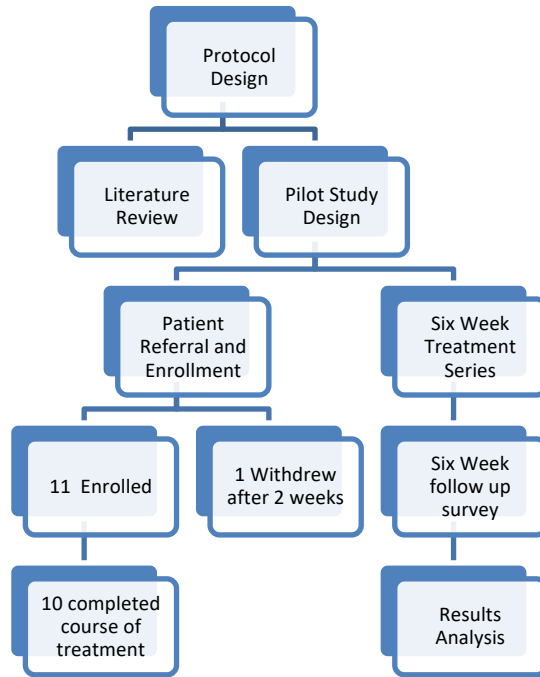 Protocol
Design
Literature
Review
Pilot Study
Design
Patient
Referral and
Enrollment
Six Week
Treatment
Series
11 Enrolled
1 Withdrew
after 2 weeks
Six Week
follow up
survey
10 completed
course of
treatment
Results
Analysis